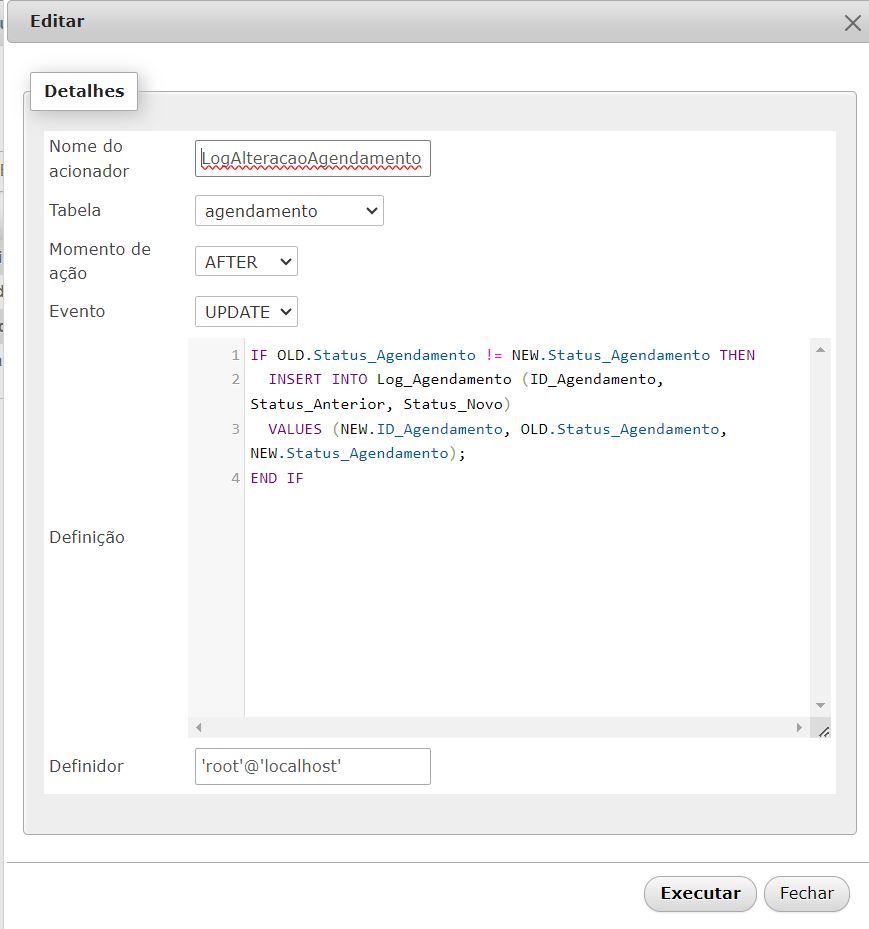 Editar
Detalhes
Nome do
acionador
LogAlteracaoAgendamento
Tabela
agendamento
Momento de
ação
AFTER
Evento
UPDATE
Definição
1 IF OLD.Status_Agendamento != NEW.Status_Agendamento THEN
2   INSERT INTO Log_Agendamento (ID_Agendamento,
Status_Anterior, Status_Novo)
3   VALUES (NEW.ID_Agendamento, OLD.Status_Agendamento,
NEW.Status_Agendamento);
4 END IF
Definidor
'root'@'localhost'
Executar
Fechar